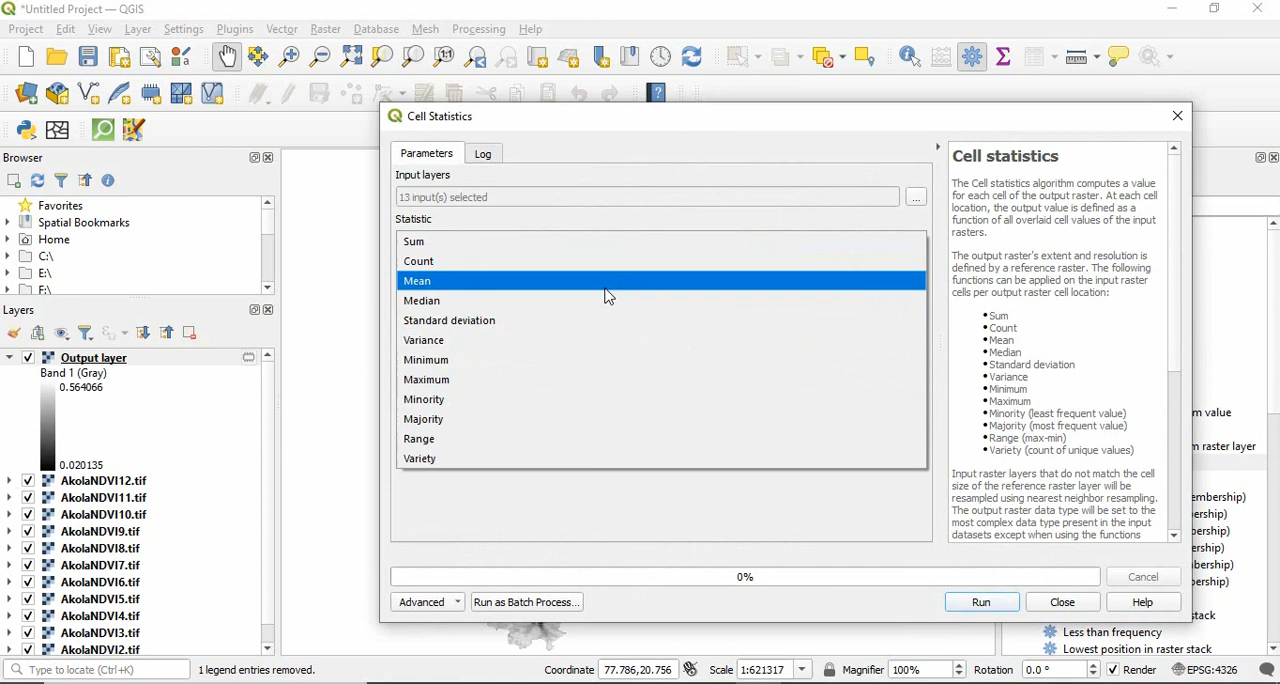 *Untitled Project — QGIS
Project Edit View Layer Settings Plugins Vector Raster Database Mesh Processing Help
Browser
Favorites
Spatial Bookmarks
Home
C:\
E:\
F:\
Layers
Output layer
Band 1 (Gray)
0.564066
0.020135
AkolaNDVI12.tif
AkolaNDVI11.tif
AkolaNDVI10.tif
AkolaNDVI9.tif
AkolaNDVI8.tif
AkolaNDVI7.tif
AkolaNDVI6.tif
AkolaNDVI5.tif
AkolaNDVI4.tif
AkolaNDVI3.tif
AkolaNDVI2.tif
Cell Statistics
Parameters Log
Input layers
13 input(s) selected
...
Statistic
Sum
Count
Mean
Median
Standard deviation
Variance
Minimum
Maximum
Minority
Majority
Range
Variety
Cell statistics
The Cell statistics algorithm computes a value
for each cell of the output raster. At each cell
location, the output value is defined as a
function of all overlaid cell values of the input
rasters.
The output raster's extent and resolution is
defined by a reference raster. The following
functions can be applied on the input raster
cells per output raster cell location:
• Sum
• Count
• Mean
• Median
• Standard deviation
• Variance
• Minimum
• Maximum
• Minority (least frequent value)
• Majority (most frequent value)
• Range (max-min)
• Variety (count of unique values)
Input raster layers that do not match the cell
size of the reference raster layer will be
resampled using nearest neighbor resampling.
The output raster data type will be set to the
most complex data type present in the input
datasets except when using the functions
0%
Cancel
Advanced Run as Batch Process... Run Close Help
m value
m raster layer
embership)
ership)
bership)
ership)
bership)
ership)
stack
Less than frequency
Lowest position in raster stack
Type to locate (Ctrl+K) 1 legend entries removed. Coordinate 77.786,20.756 Scale 1:621317 Magnifier 100% Rotation 0.0 ° Render EPSG:4326